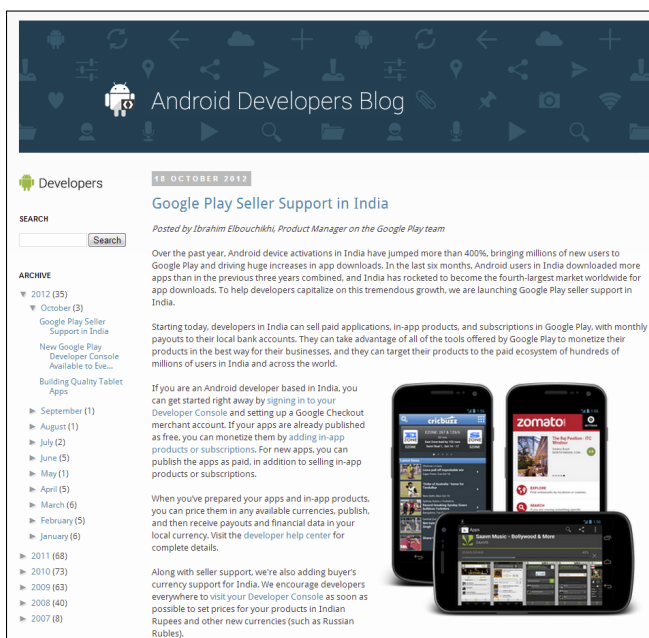 Android Developers Blog
Developers
SEARCH
Search
ARCHIVE
2012 (35)
October (3)
Google Play Seller
Support in India
New Google Play
Developer Console
Available to Eve...
Building Quality Tablet
Apps
September (1)
August (1)
July (2)
June (5)
May (1)
April (5)
March (6)
February (5)
January (6)
2011 (68)
2010 (73)
2009 (63)
2008 (40)
2007 (8)
18 OCTOBER 2012
Google Play Seller Support in India
Posted by Ibrahim Elbouchikhi, Product Manager on the Google Play team
Over the past year, Android device activations in India have jumped more than 400%, bringing millions of new users to
Google Play and driving huge increases in app downloads. In the last six months, Android users in India downloaded more
apps than in the previous three years combined, and India has rocketed to become the fourth-largest market worldwide for
app downloads. To help developers capitalize on this tremendous growth, we are launching Google Play seller support in
India.
Starting today, developers in India can sell paid applications, in-app products, and subscriptions in Google Play, with monthly
payouts to their local bank accounts. They can take advantage of all of the tools offered by Google Play to monetize their
products in the best way for their businesses, and they can target their products to the paid ecosystem of hundreds of
millions of users in India and across the world.
If you are an Android developer based in India, you
can get started right away by signing in to your
Developer Console and setting up a Google Checkout
merchant account. If your apps are already published
as free, you can monetize them by adding in-app
products or subscriptions. For new apps, you can
publish the apps as paid, in addition to selling in-app
products or subscriptions.
When you've prepared your apps and in-app products,
you can price them in any available currencies, publish,
and then receive payouts and financial data in your
local currency. Visit the developer help center for
complete details.
Along with seller support, we're also adding buyer's
currency support for India. We encourage developers
everywhere to visit your Developer Console as soon as
possible to set prices for your products in Indian
Rupees and other new currencies (such as Russian
Rubles).
cricbuzz
ZONE
ZONE
zomato
The Raj Pavilion - ITC
Windsor
EXPLORE
SEARCH
Apps
Saavn Music - Bollywood & More